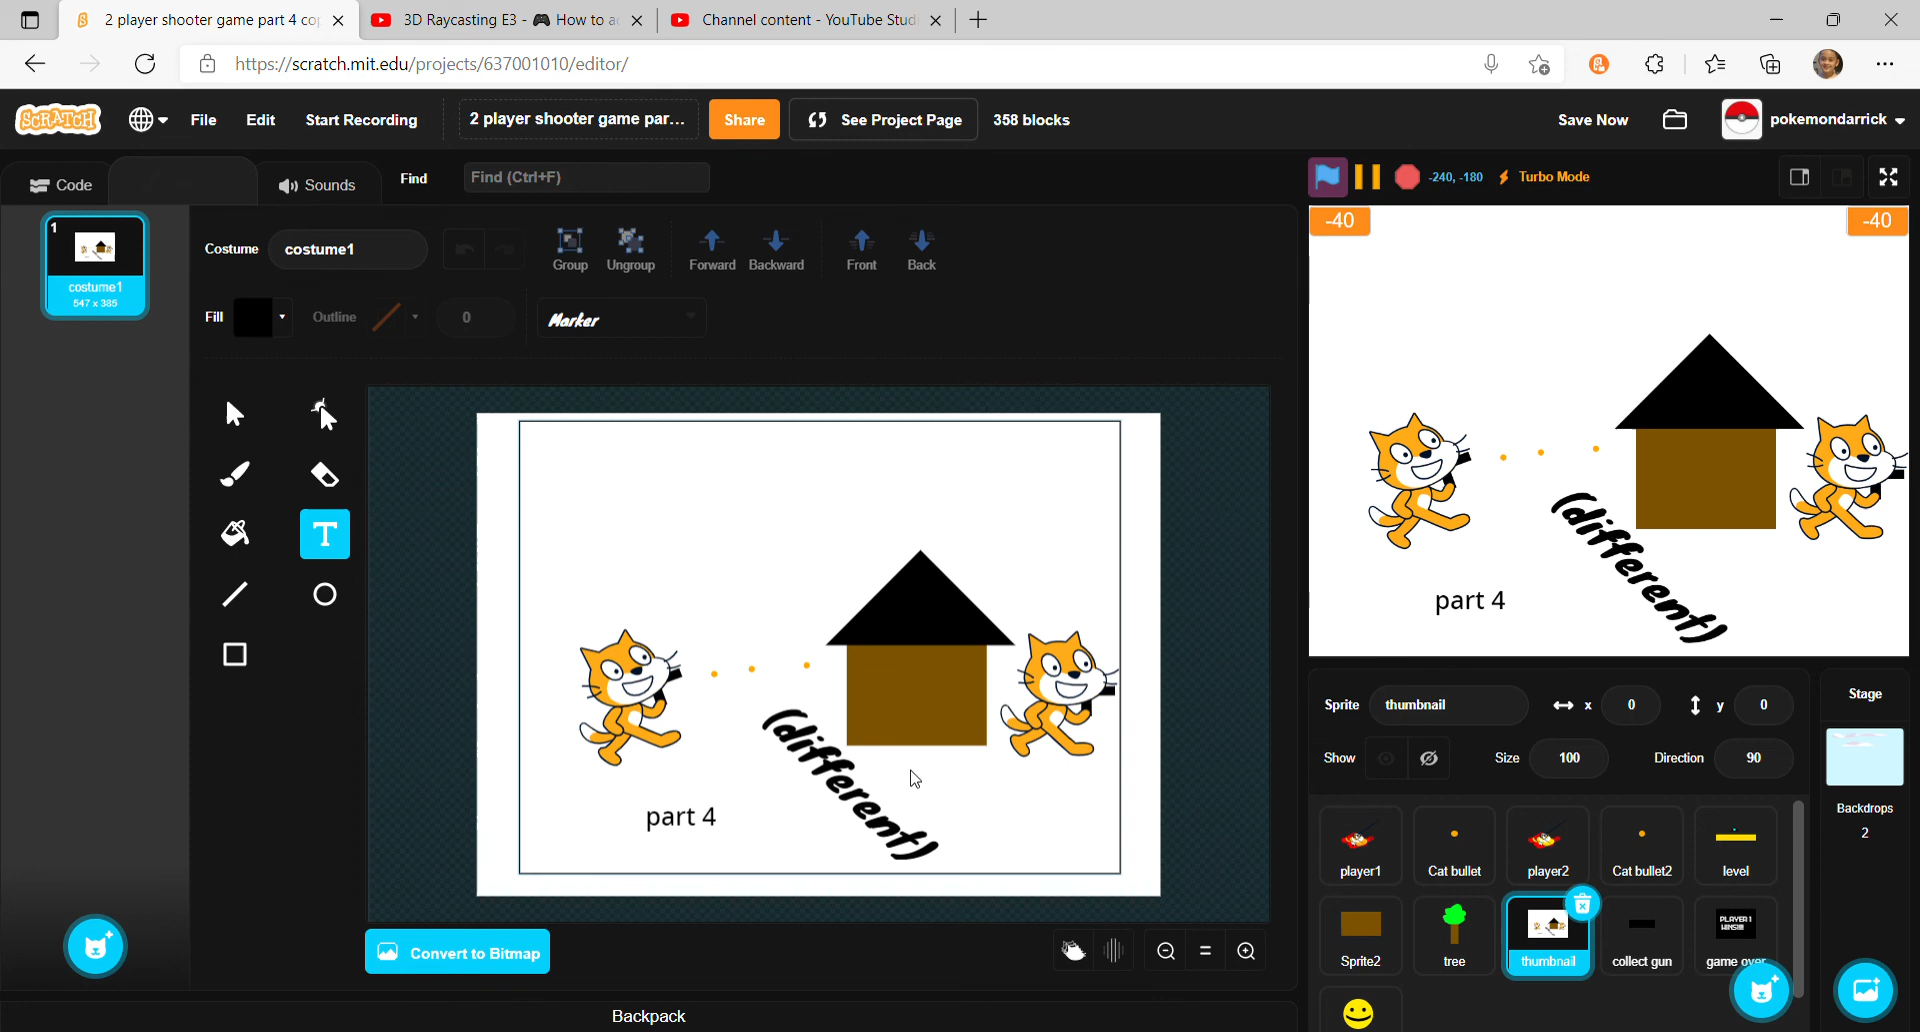 2 player shooter game part 4 co
3D Raycasting E3 - 🎮 How to a
Channel content - YouTube Stud
https://scratch.mit.edu/projects/637001010/editor/
SCRATCH
File
Edit
Start Recording
2 player shooter game par...
Share
See Project Page
358 blocks
Save Now
pokemondarrick
Code
Sounds
Find
Find (Ctrl+F)
-240, -180
Turbo Mode
1
costume1
547 x 385
Costume
costume1
Group
Ungroup
Forward
Backward
Front
Back
Fill
Outline
0
Marker
T
part 4
(different)
Convert to Bitmap
Backpack
-40
-40
part 4
(different)
Sprite
thumbnail
x
0
y
0
Show
Size
100
Direction
90
Stage
Backdrops
2
player1
Cat bullet
player2
Cat bullet2
level
Sprite2
tree
thumbnail
collect gun
PLAYER 1
WINS!!!
game over